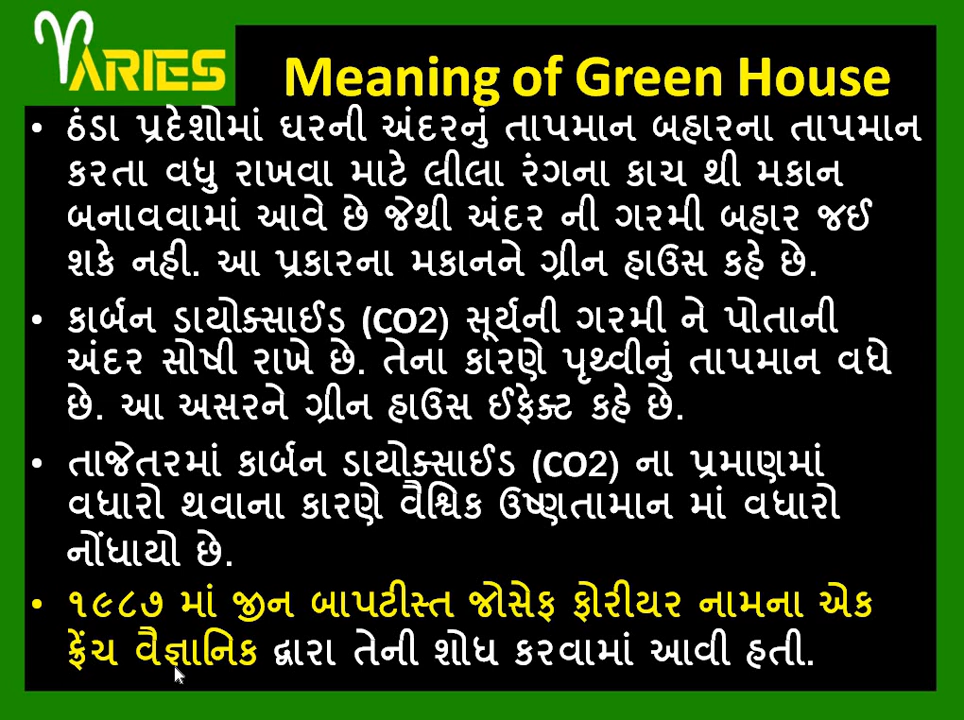 ARIES
Meaning of Green House
• ઠંડા પ્રદેશોમાં ઘરની અંદરનું તાપમાન બહારના તાપમાન
કરતા વધુ રાખવા માટે લીલા રંગના કાચ થી મકાન
બનાવવામાં આવે છે જેથી અંદર ની ગરમી બહાર જઈ
શકે નહી. આ પ્રકારના મકાનને ગ્રીન હાઉસ કહે છે.
• કાર્બન ડાયોક્સાઈડ (CO2) સૂર્યની ગરમી ને પોતાની
અંદર સોષી રાખે છે. તેના કારણે પૃથ્વીનું તાપમાન વધે
છે. આ અસરને ગ્રીન હાઉસ ઈફેક્ટ કહે છે.
• તાજેતરમાં કાર્બન ડાયોક્સાઈડ (CO2) ના પ્રમાણમાં
વધારો થવાના કારણે વૈશ્વિક ઉષ્ણતામાન માં વધારો
નોંધાયો છે.
• ૧૯૮૭ માં જીન બાપટીસ્ત જોસેફ ફોરીયર નામના એક
ફ્રેંચ વૈજ્ઞાનિક દ્વારા તેની શોધ કરવામાં આવી હતી.